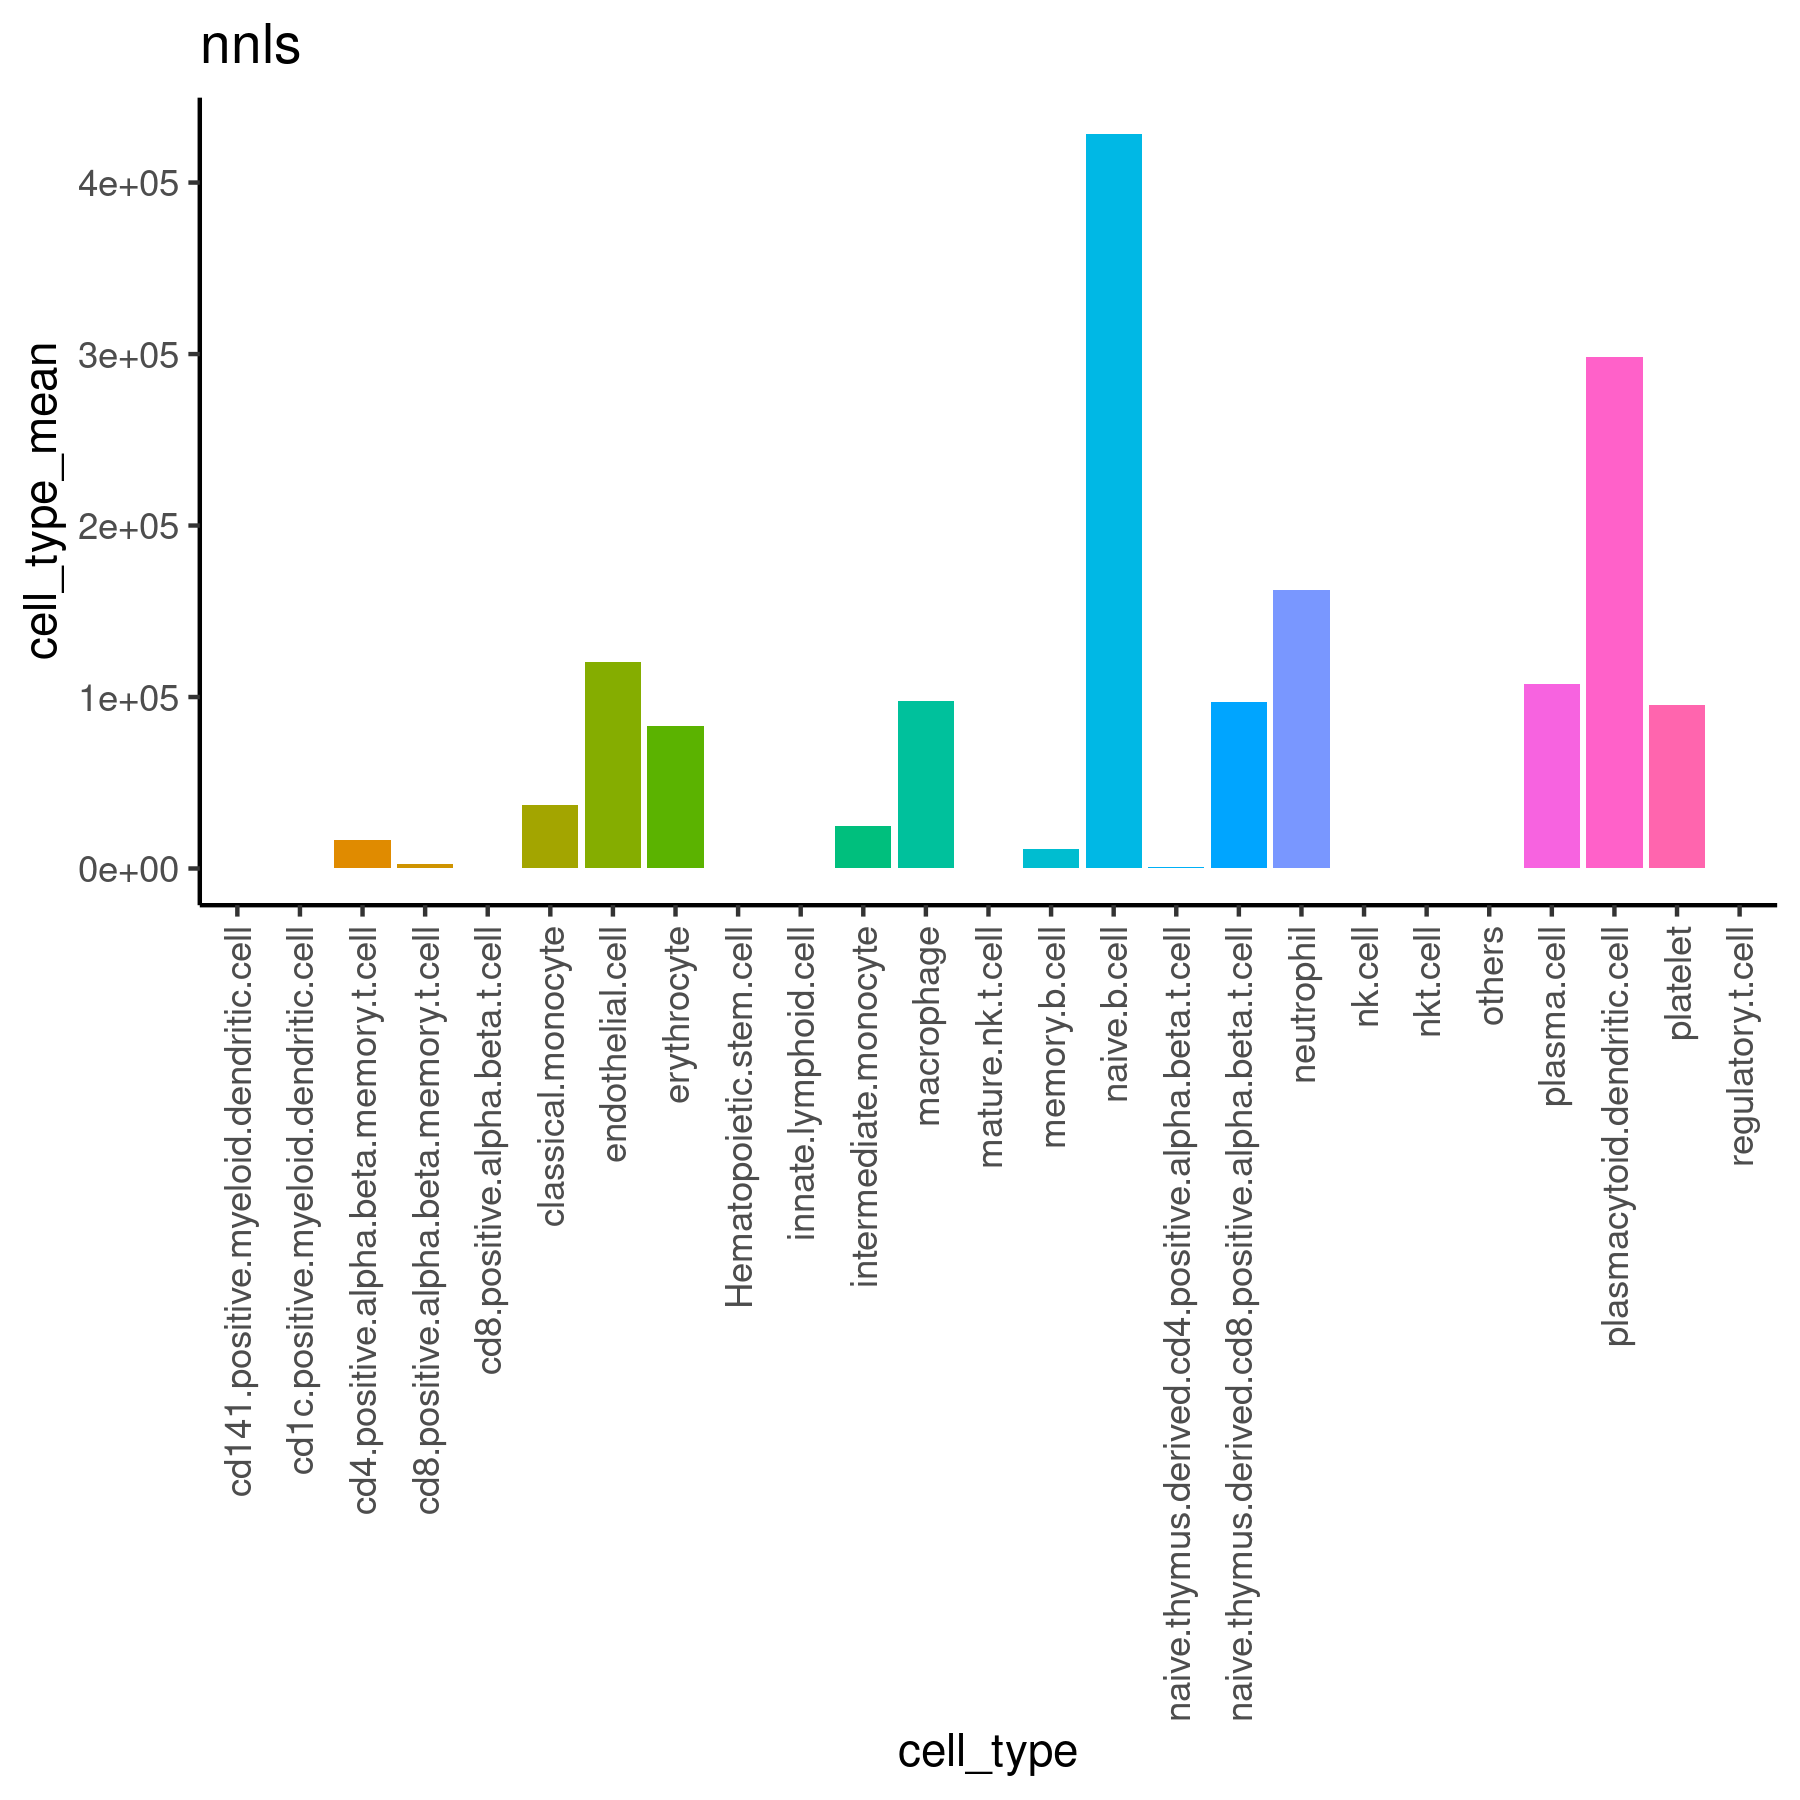 nnls
cell_type_mean
4e+05
3e+05
2e+05
1e+05
0e+00
cd141.positive.myeloid.dendritic.cell
cd1c.positive.myeloid.dendritic.cell
cd4.positive.alpha.beta.memory.t.cell
cd8.positive.alpha.beta.memory.t.cell
cd8.positive.alpha.beta.t.cell
classical.monocyte
endothelial.cell
erythrocyte
Hematopoietic.stem.cell
innate.lymphoid.cell
intermediate.monocyte
macrophage
mature.nk.t.cell
memory.b.cell
naive.b.cell
naive.thymus.derived.cd4.positive.alpha.beta.t.cell
naive.thymus.derived.cd8.positive.alpha.beta.t.cell
neutrophil
nk.cell
nkt.cell
others
plasma.cell
plasmacytoid.dendritic.cell
platelet
regulatory.t.cell
cell_type